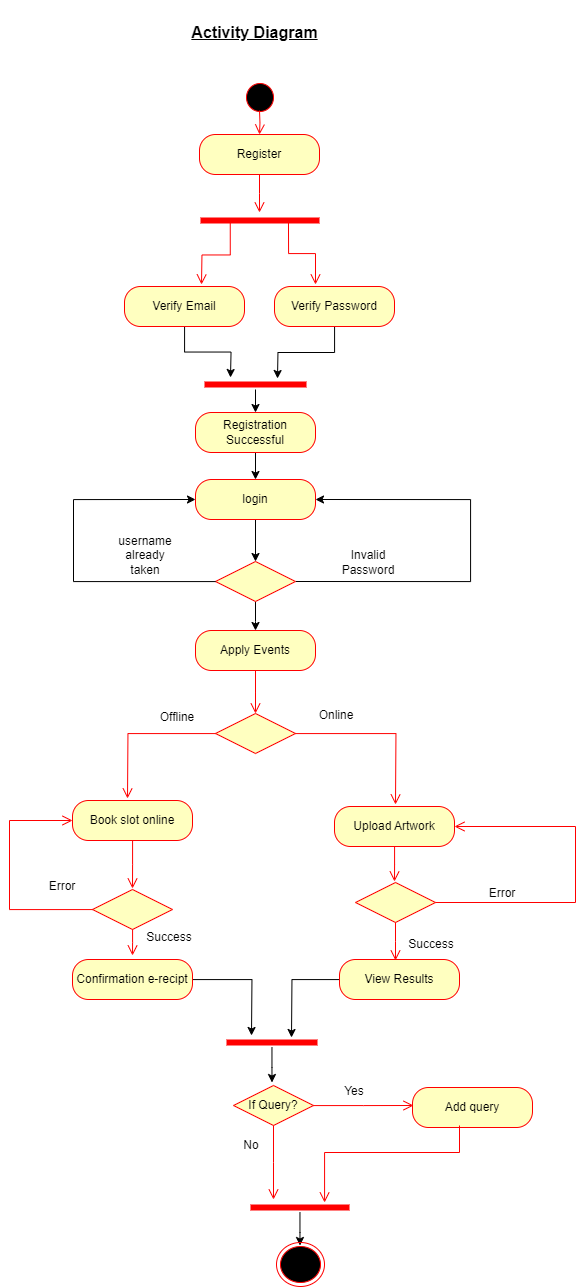 Activity Diagram
Register
Verify Email
Verify Password
Registration
Successful
login
username
already
taken
Invalid
Password
Apply Events
Offline
Online
Book slot online
Upload Artwork
Error
Error
Success
Success
Confirmation e-recipt
View Results
If Query?
Yes
Add query
No